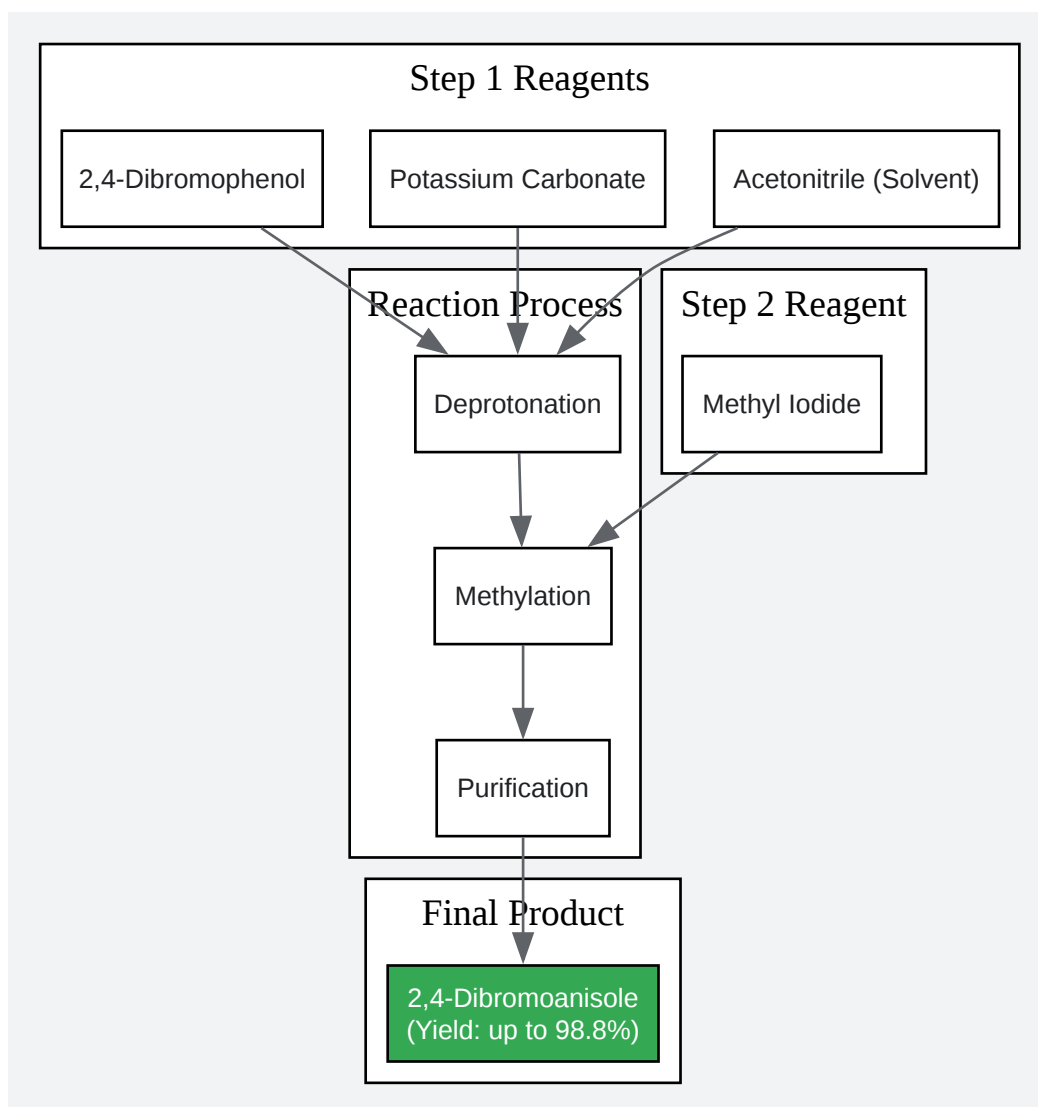 Step 1 Reagents
2,4-Dibromophenol
Potassium Carbonate
Acetonitrile (Solvent)
Reaction Process
Step 2 Reagent
Deprotonation
Methyl Iodide
Methylation
Purification
Final Product
2,4-Dibromoanisole
(Yield: up to 98.8%)